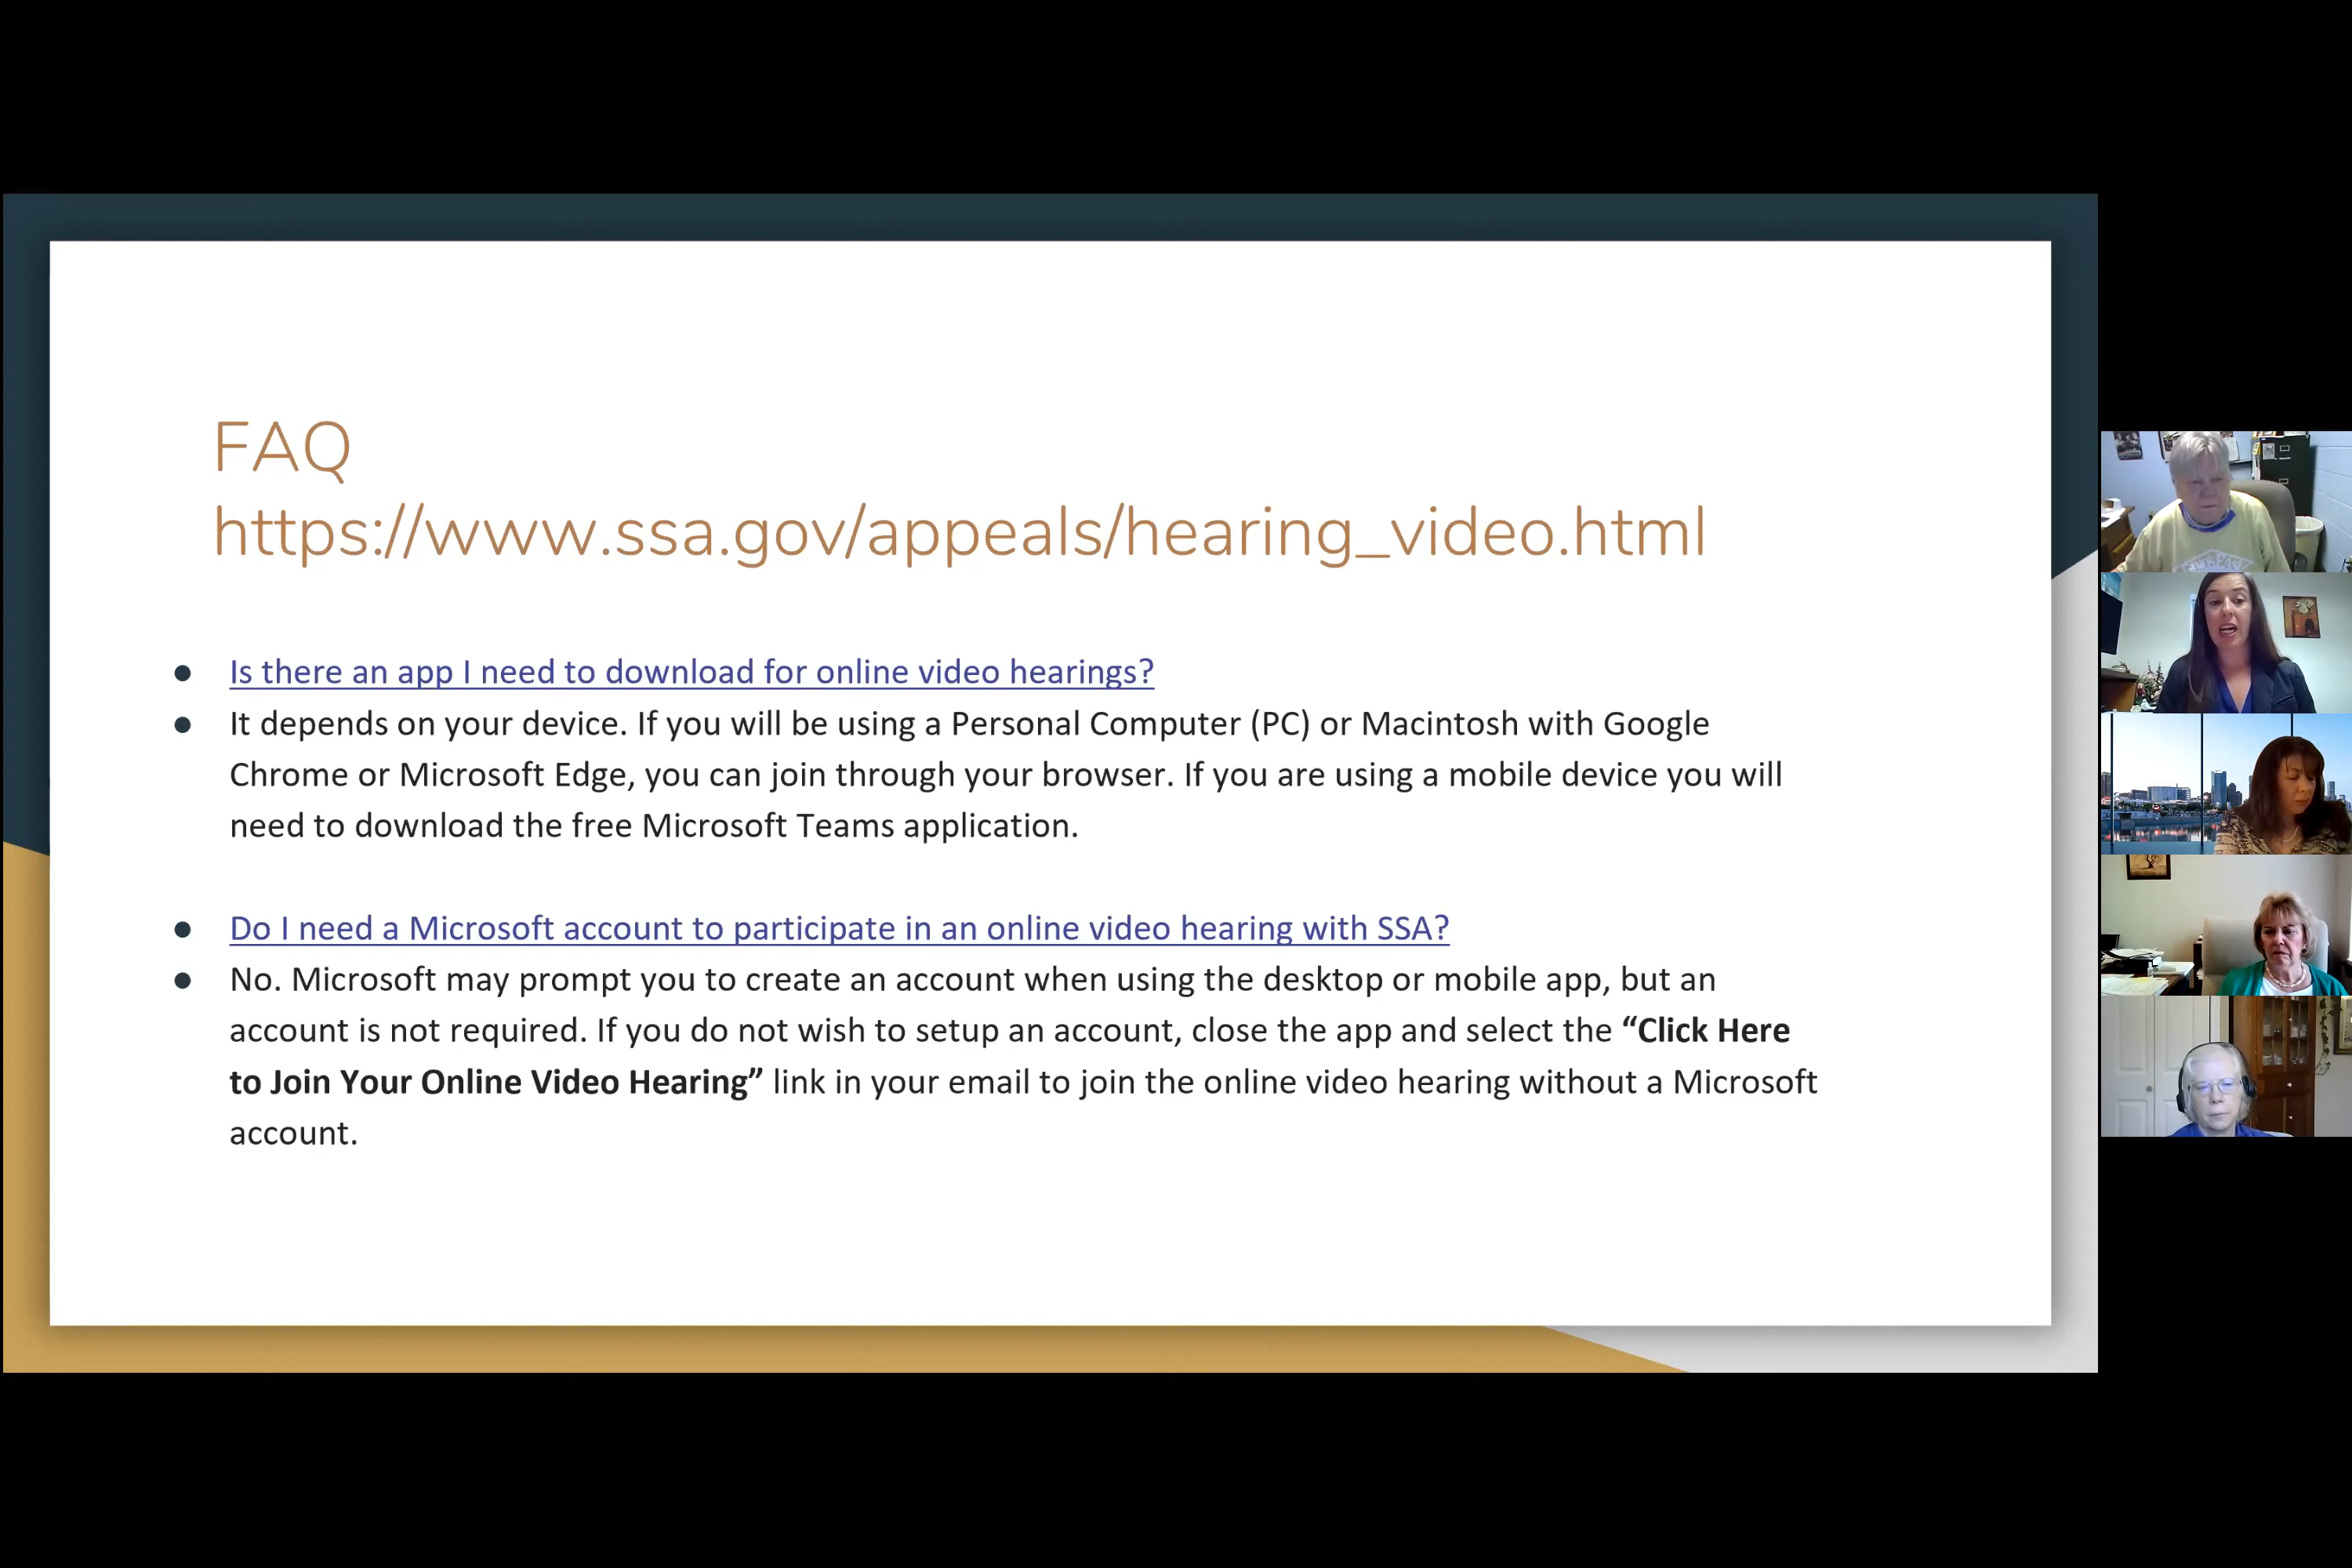 FAQ
https://www.ssa.gov/appeals/hearing_video.html
● Is there an app I need to download for online video hearings?
● It depends on your device. If you will be using a Personal Computer (PC) or Macintosh with Google
Chrome or Microsoft Edge, you can join through your browser. If you are using a mobile device you will
need to download the free Microsoft Teams application.
● Do I need a Microsoft account to participate in an online video hearing with SSA?
● No. Microsoft may prompt you to create an account when using the desktop or mobile app, but an
account is not required. If you do not wish to setup an account, close the app and select the “Click Here
to Join Your Online Video Hearing” link in your email to join the online video hearing without a Microsoft
account.